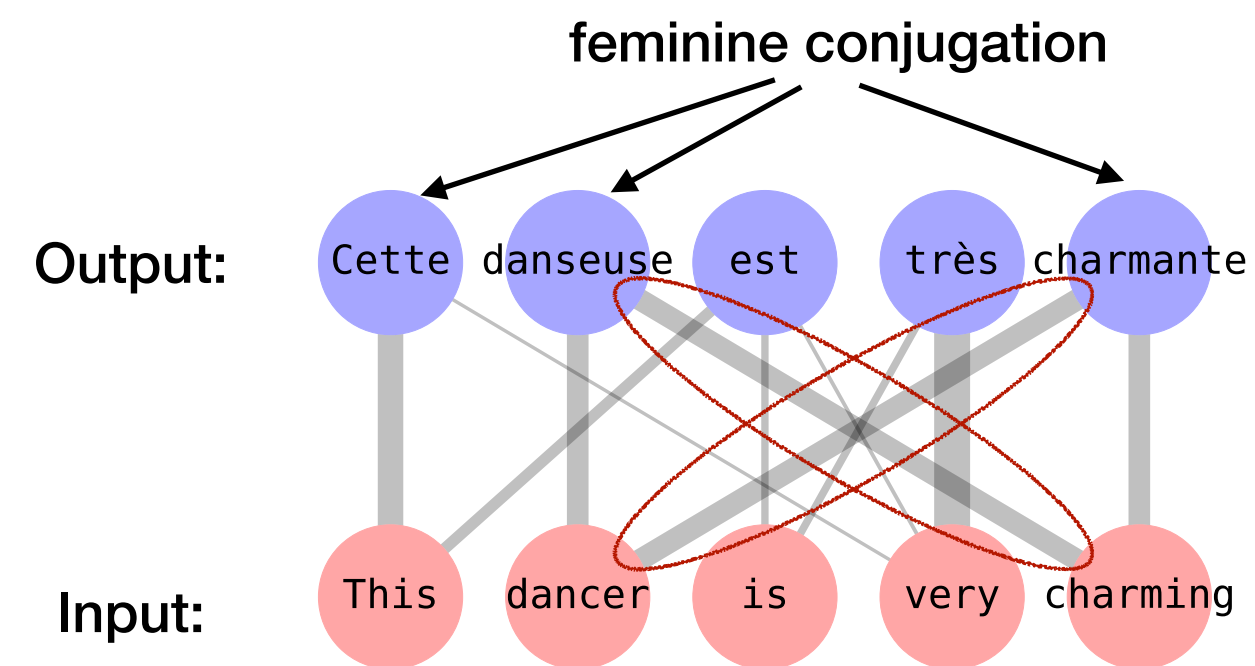 feminine conjugation
Output: Cette danseuse est très charmante
Input: This dancer is very charming